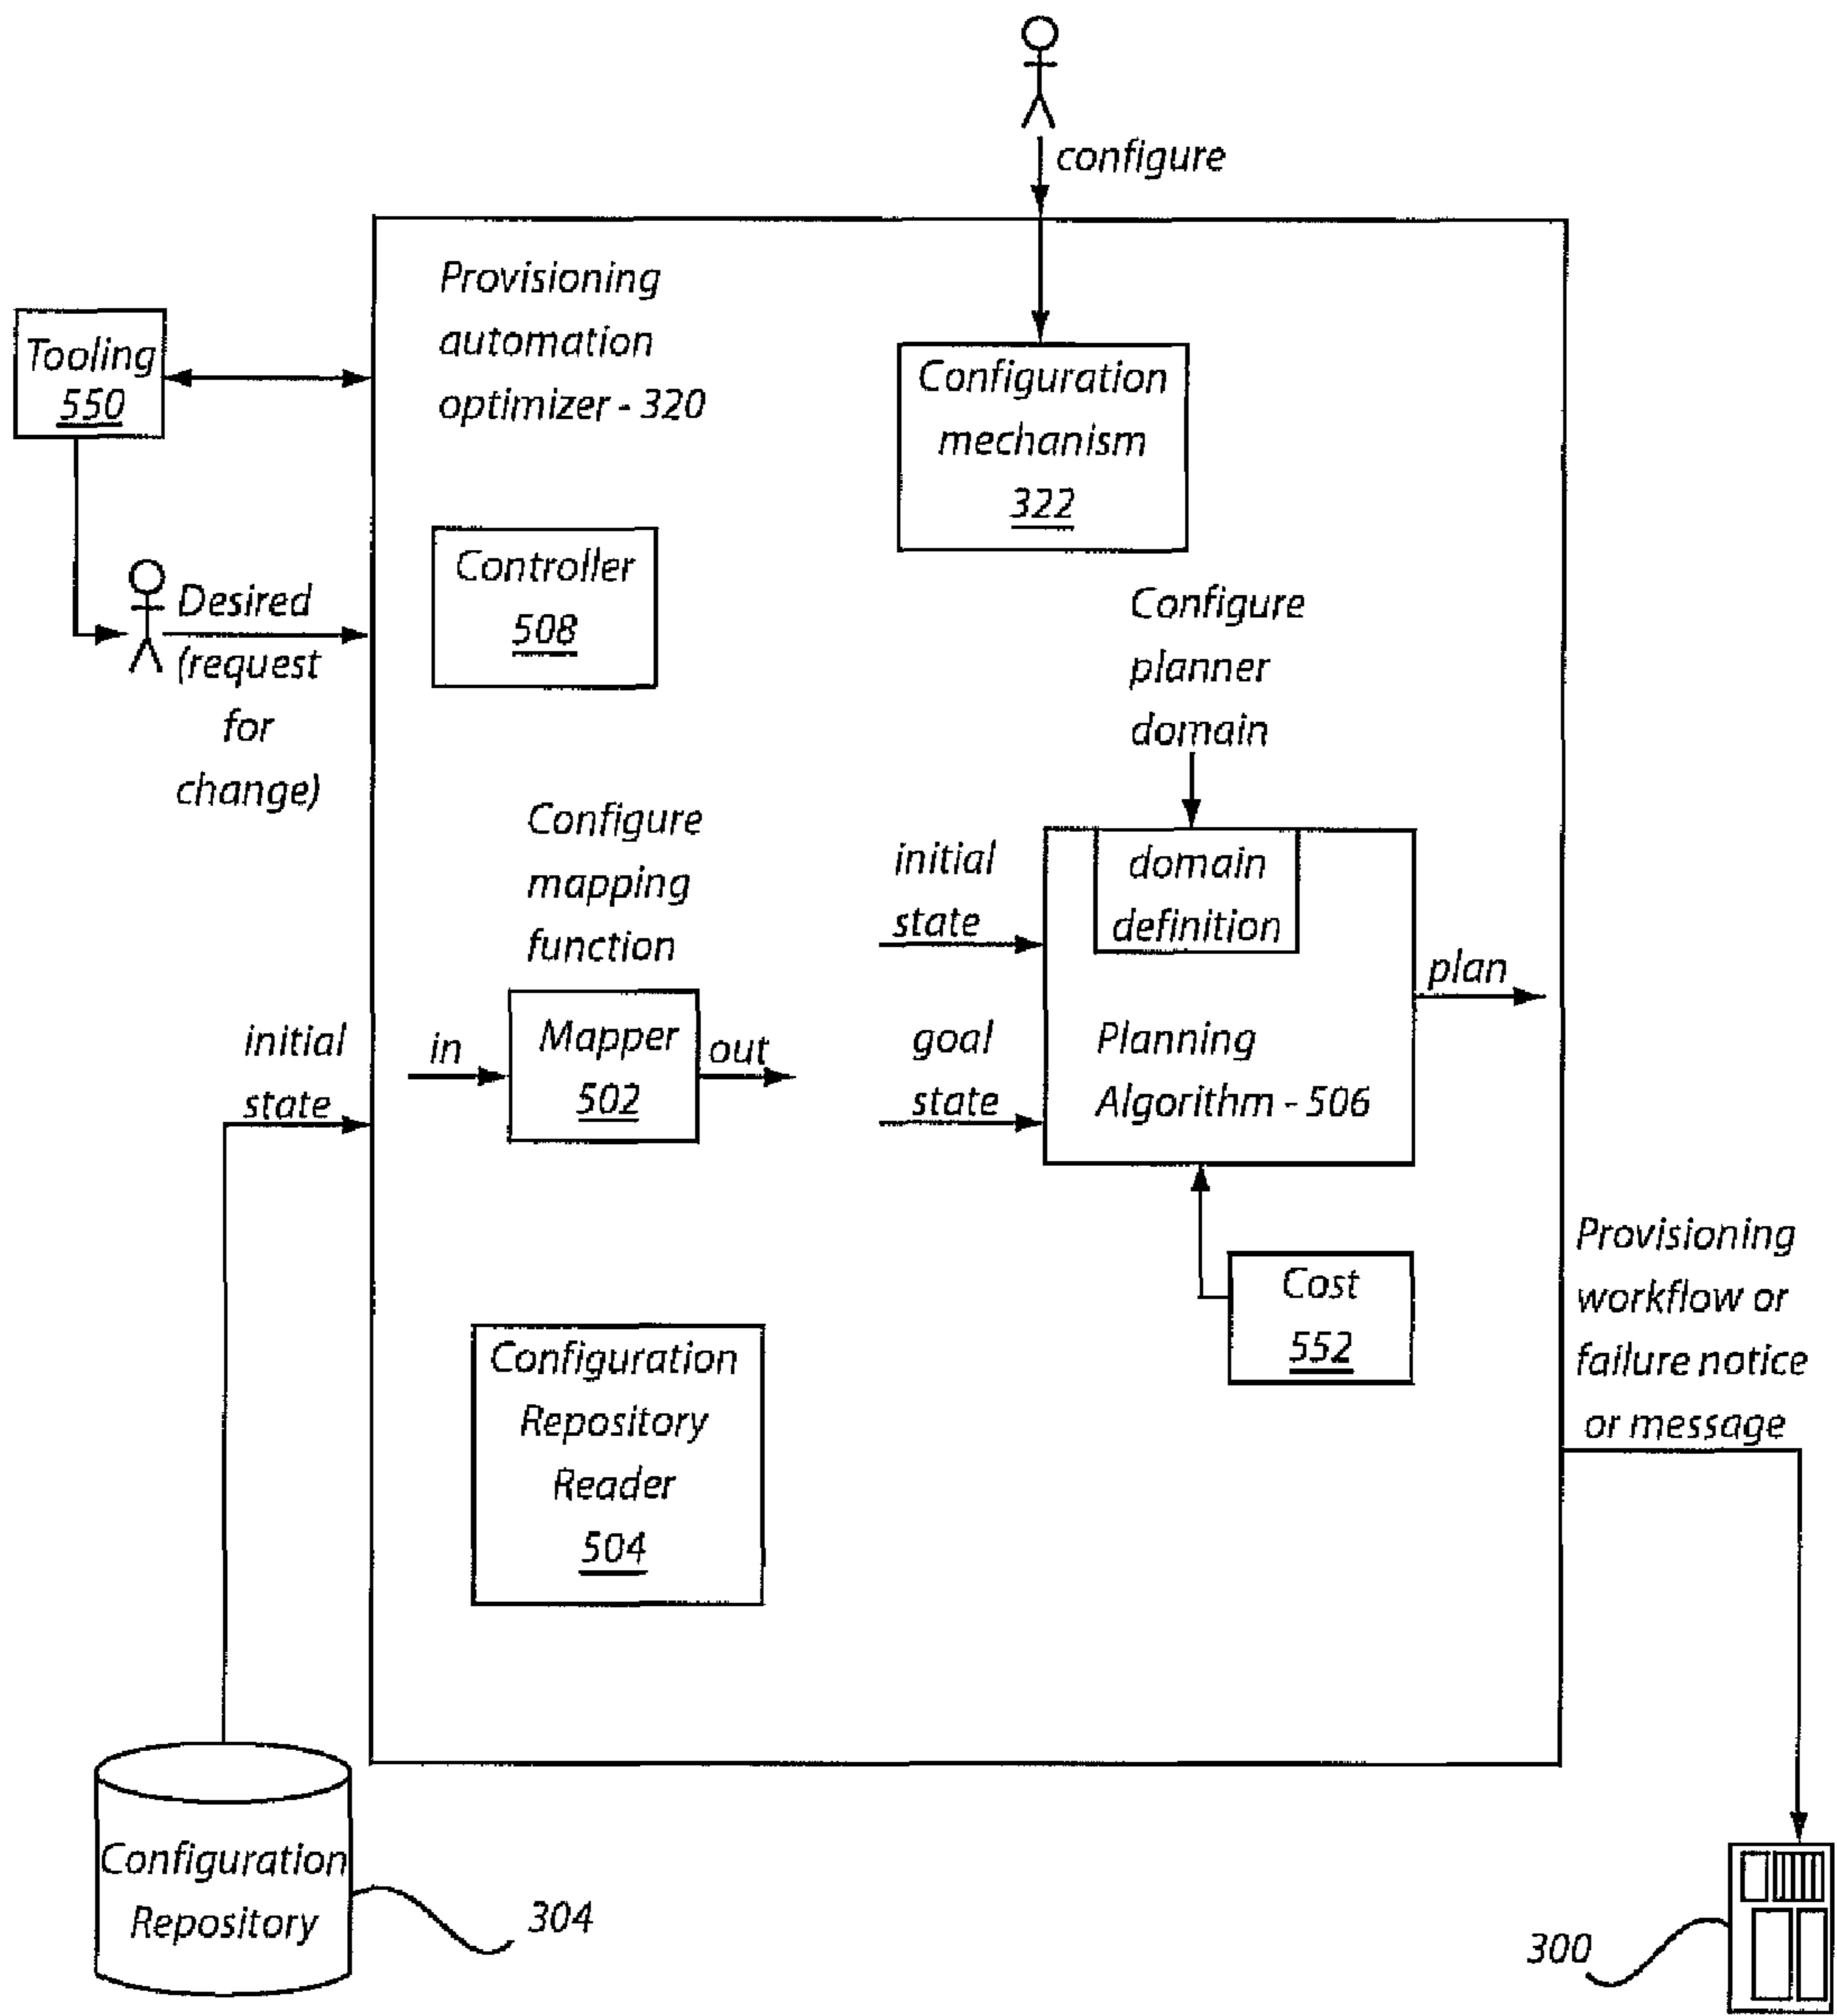 configure
Provisioning
automation
optimizer - 320
Tooling
550
Configuration
mechanism
322
Controller
508
Desired
(request
for
change)
Configure
planner
domain
Configure
mapping
function
initial
state
domain
definition
plan
initial
state
in
Mapper
502
out
goal
state
Planning
Algorithm - 506
Cost
552
Provisioning
workflow or
failure notice
or message
Configuration
Repository
Reader
504
Configuration
Repository
304
300